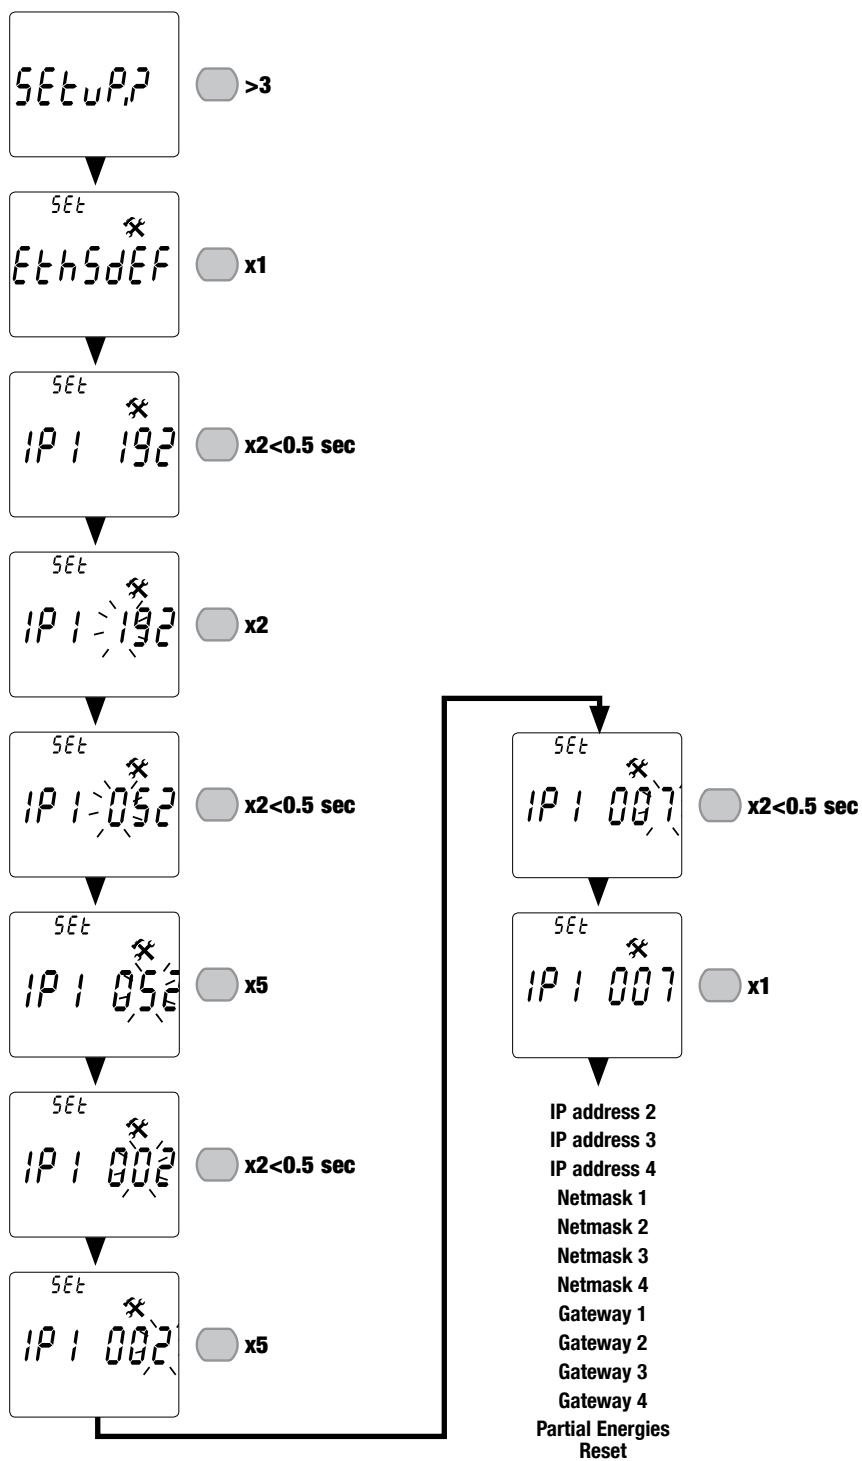 SEtuP,?
>3
SEt
EthSdEF
x1
SEt
IP1 192
x2<0.5 sec
SEt
IP1 192
x2
SEt
IP1 052
x2<0.5 sec
SEt
IP1 052
x5
SEt
IP1 002
x2<0.5 sec
SEt
IP1 002
x5
SEt
IP1 007
x2<0.5 sec
SEt
IP1 007
x1
IP address 2
IP address 3
IP address 4
Netmask 1
Netmask 2
Netmask 3
Netmask 4
Gateway 1
Gateway 2
Gateway 3
Gateway 4
Partial Energies
Reset